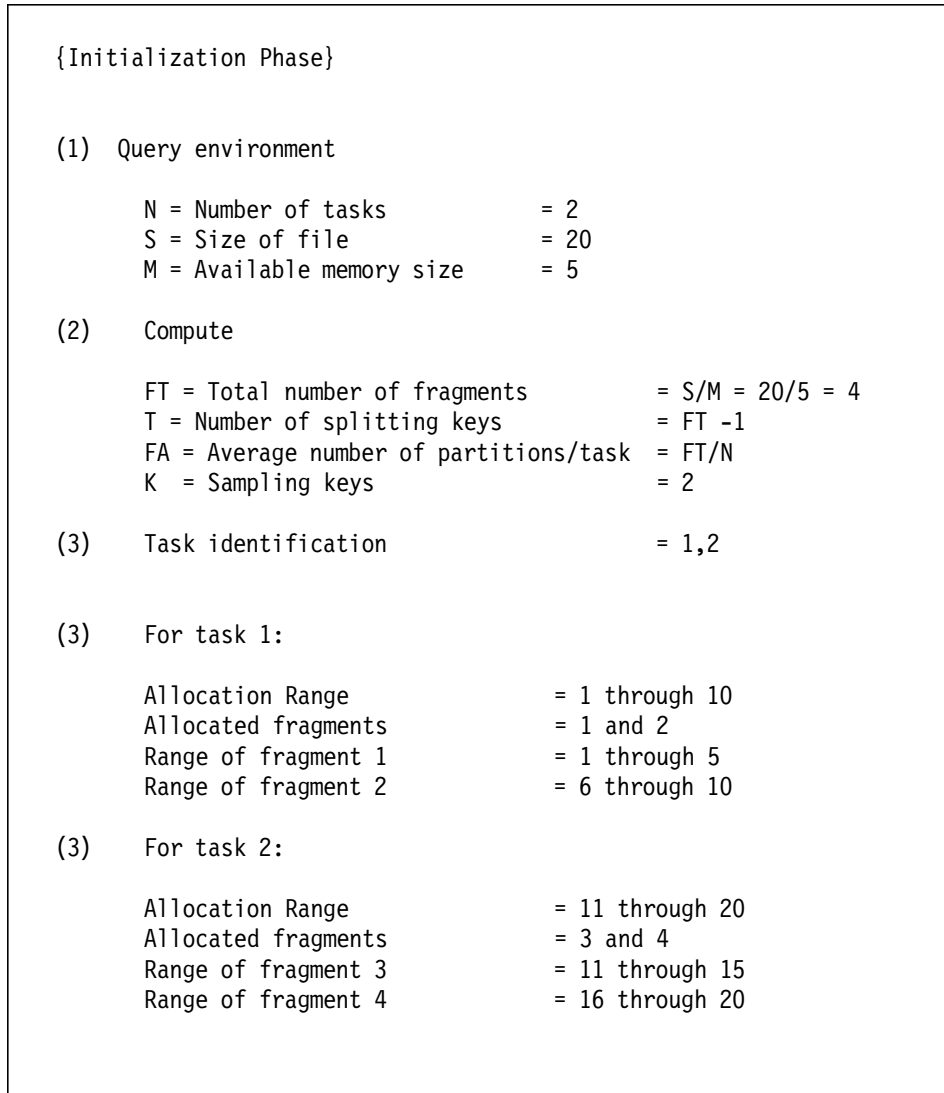 {Initialization Phase}
(1) Query environment
N = Number of tasks = 2
S = Size of file = 20
M = Available memory size = 5
(2) Compute
FT = Total number of fragments = S/M = 20/5 = 4
T = Number of splitting keys = FT -1
FA = Average number of partitions/task = FT/N
K = Sampling keys = 2
(3) Task identification = 1,2
(3) For task 1:
Allocation Range = 1 through 10
Allocated fragments = 1 and 2
Range of fragment 1 = 1 through 5
Range of fragment 2 = 6 through 10
(3) For task 2:
Allocation Range = 11 through 20
Allocated fragments = 3 and 4
Range of fragment 3 = 11 through 15
Range of fragment 4 = 16 through 20